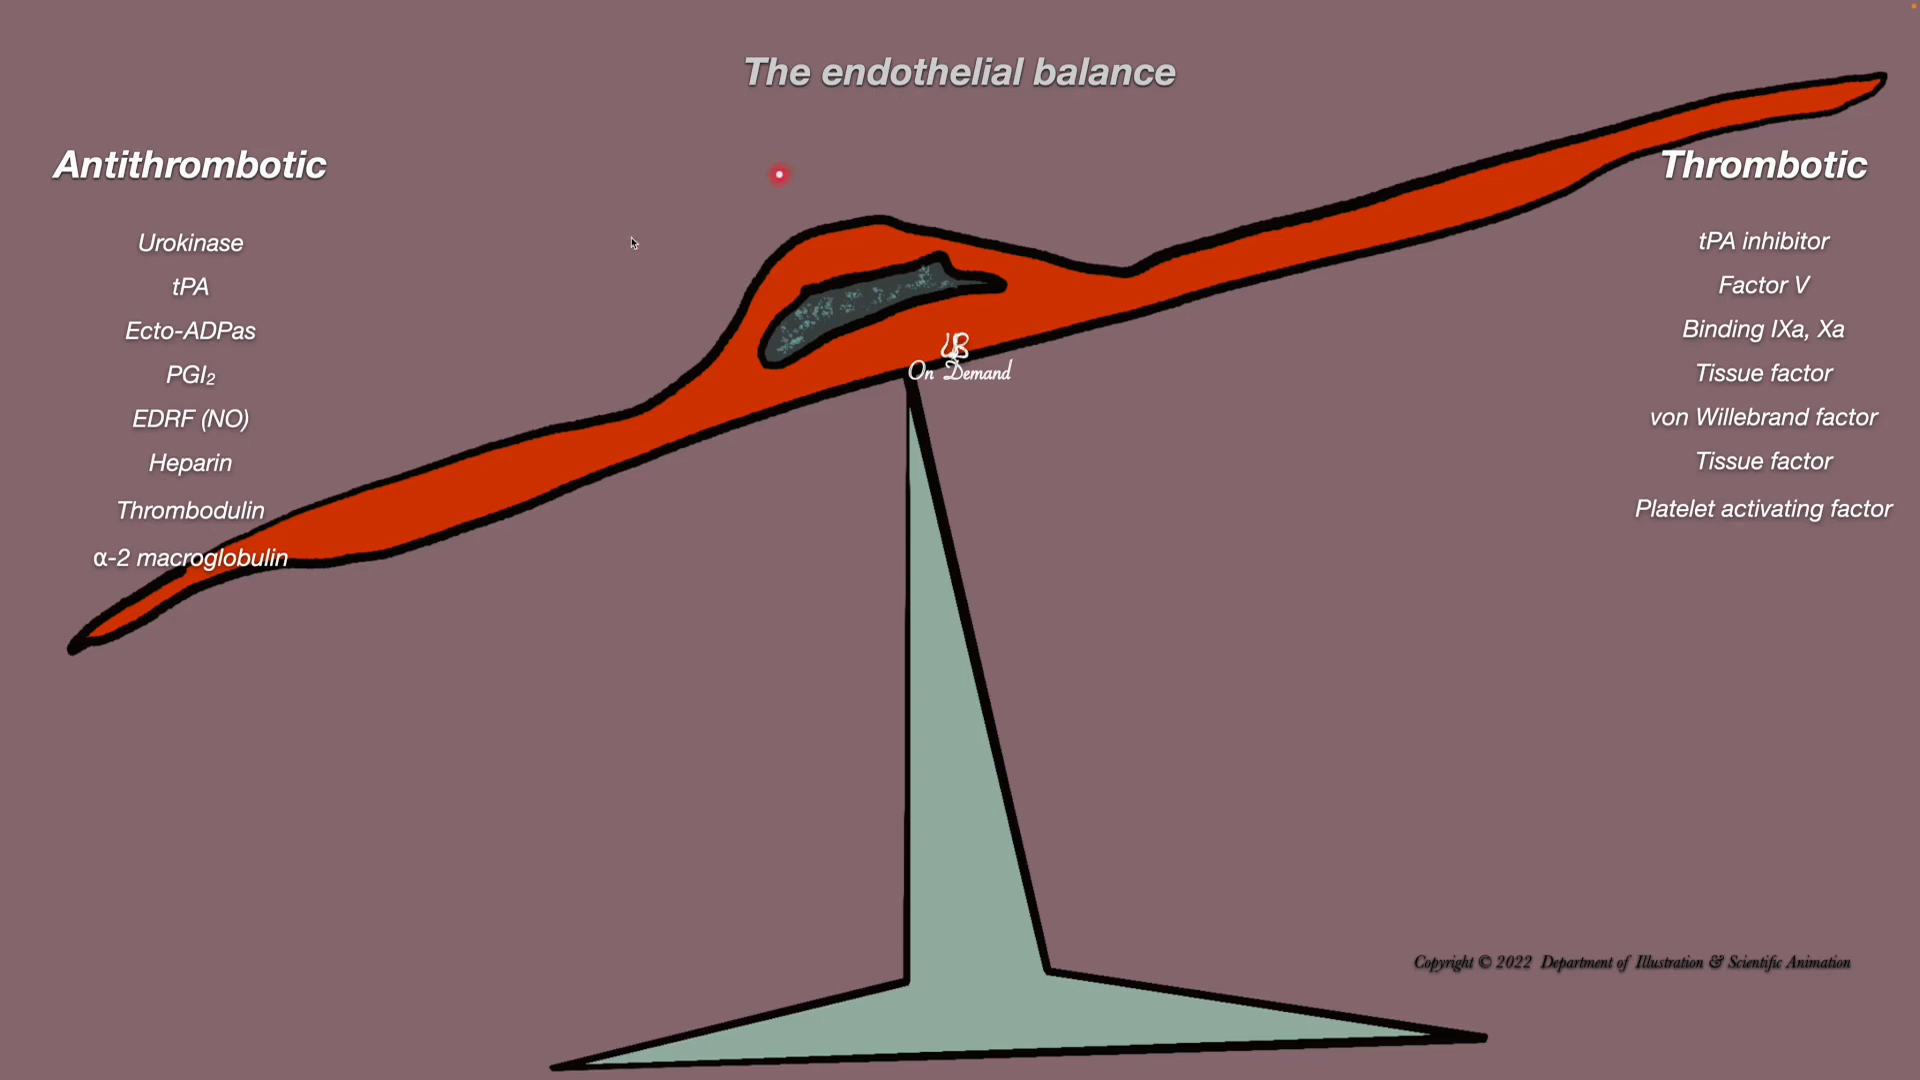 The endothelial balance
Antithrombotic
Urokinase
tPA
Ecto-ADPas
PGI₂
EDRF (NO)
Heparin
Thrombodulin
α-2 macroglobulin
Thrombotic
tPA inhibitor
Factor V
Binding IXa, Xa
Tissue factor
von Willebrand factor
Tissue factor
Platelet activating factor
On Demand
Copyright © 2022 Department of Illustration & Scientific Animation